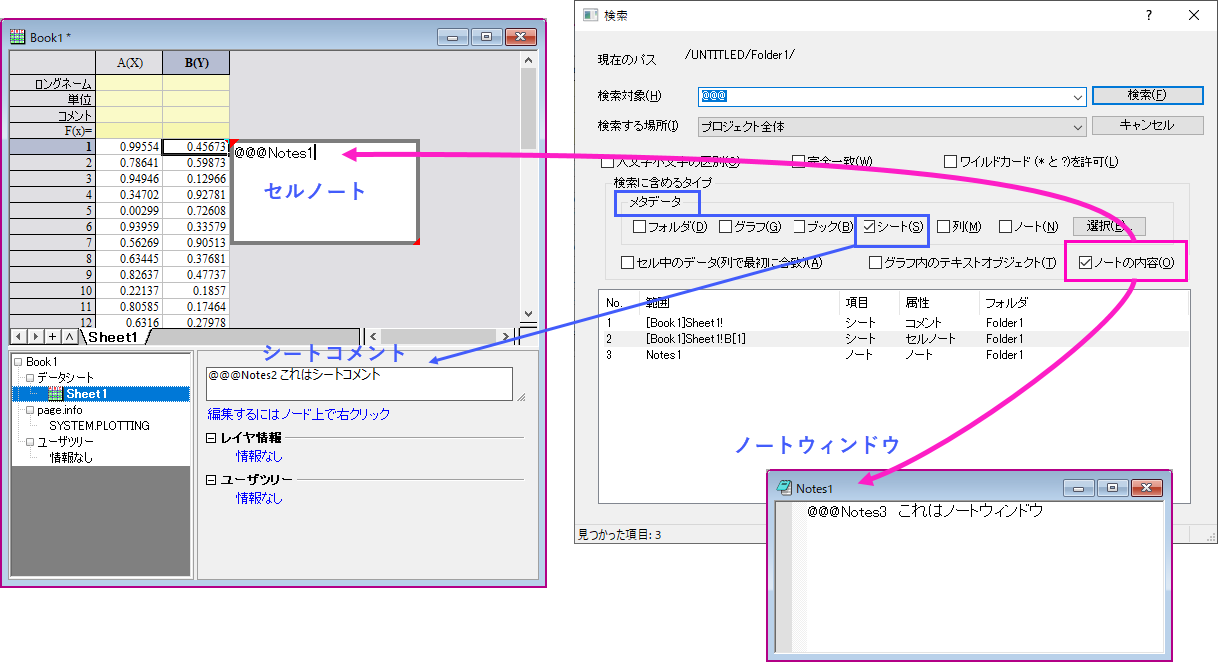 Book1 *
A(X) B(Y)
ロングネーム
単位
コメント
F(x)=
1 0.99554 0.45673
2 0.78641 0.59873
3 0.94946 0.12966
4 0.34702 0.92781
5 0.00299 0.72608
6 0.93959 0.33579
7 0.56269 0.90513
8 0.63445 0.37681
9 0.82637 0.47737
10 0.22137 0.1857
11 0.80585 0.17464
12 0.6316 0.27978
@@@Notes1
セルノート
Sheet1
シートコメント
Book1
データシート
Sheet1
page.info
SYSTEM.PLOTTING
ユーザツリー
情報なし
@@@Notes2 これはシートコメント
編集するにはノード上で右クリック
レイヤ情報
情報なし
ユーザツリー
情報なし
検索
現在のパス /UNTITLED/Folder1/
検索対象(H) @@@ 検索(F)
検索する場所(I) プロジェクト全体 キャンセル
大文字小文字の区別(C) 完全一致(W) ワイルドカード (* と ?)を許可(L)
検索に含めるタイプ
メタデータ
フォルダ(D) グラフ(G) ブック(B) シート(S) 列(M) ノート(N) 選択(E)...
セル中のデータ(列で最初に合致)(A) グラフ内のテキストオブジェクト(T) ノートの内容(O)
No. 範囲 項目 属性 フォルダ
1 [Book1]Sheet1! シート コメント Folder1
2 [Book1]Sheet1!B[1] シート セルノート Folder1
3 Notes1 ノート ノート Folder1
ノートウィンドウ
見つかった項目: 3
Notes1
@@@Notes3 これはノートウィンドウ